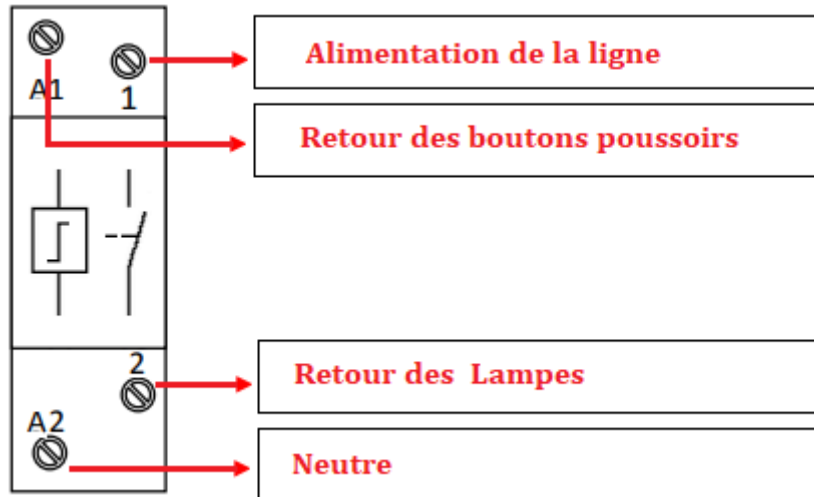 A1
1
Alimentation de la ligne
Retour des boutons poussoirs
2
Retour des Lampes
A2
Neutre